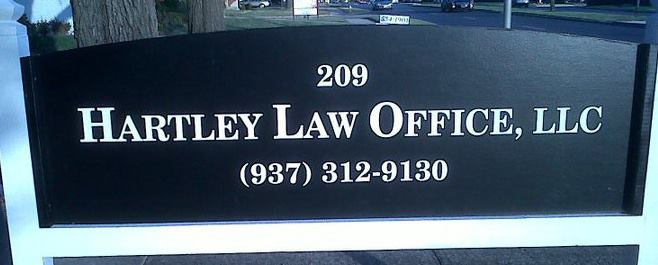 209
HARTLEY LAW OFFICE, LLC
(937) 312-9130